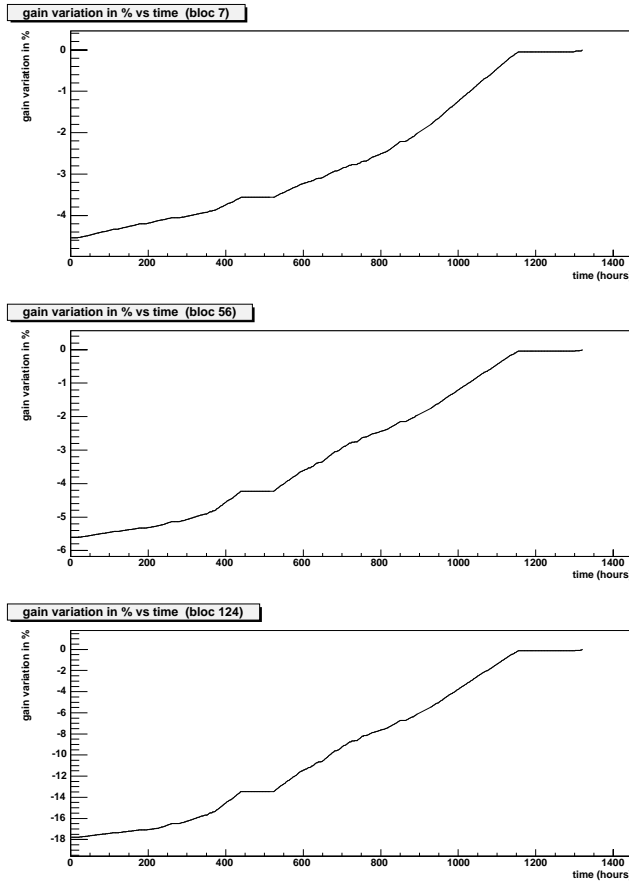 gain variation in % vs time (bloc 7)
gain variation in %
0
-1
-2
-3
-4
0 200 400 600 800 1000 1200 1400
time (hours
gain variation in % vs time (bloc 56)
gain variation in %
0
-1
-2
-3
-4
-5
-6
0 200 400 600 800 1000 1200 1400
time (hours
gain variation in % vs time (bloc 124)
gain variation in %
0
-2
-4
-6
-8
-10
-12
-14
-16
-18
0 200 400 600 800 1000 1200 1400
time (hours